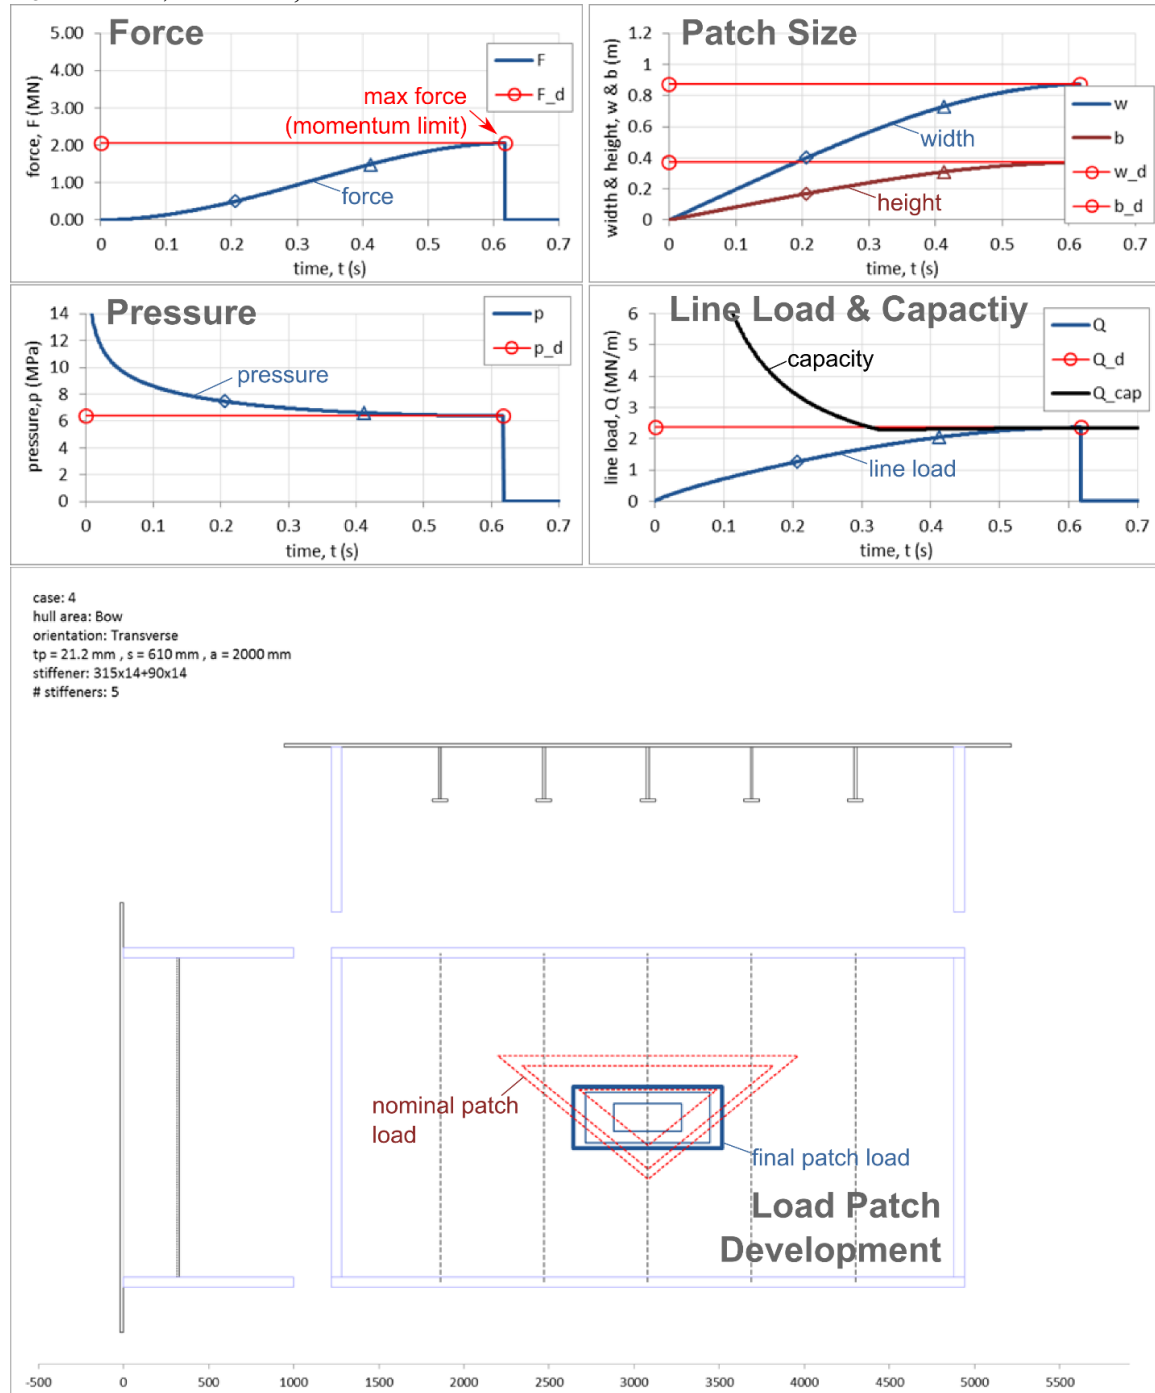 Force
5.00
4.00
3.00
2.00
1.00
0.00
force, F (MN)
F
F_d
max force
(momentum limit)
force
0
0.1
0.2
0.3
0.4
0.5
0.6
0.7
time, t (s)
Patch Size
1.2
1
0.8
0.6
0.4
0.2
0
width & height, w & b (m)
w
b
w_d
b_d
width
height
0
0.1
0.2
0.3
0.4
0.5
0.6
0.7
time, t (s)
Pressure
14
12
10
8
6
4
2
0
pressure,p (MPa)
p
p_d
pressure
0
0.1
0.2
0.3
0.4
0.5
0.6
0.7
time, t (s)
Line Load & Capactiy
6
5
4
3
2
1
0
line load, Q (MN/m)
Q
Q_d
Q_cap
capacity
line load
0
0.1
0.2
0.3
0.4
0.5
0.6
0.7
time, t (s)
case: 4
hull area: Bow
orientation: Transverse
tp = 21.2 mm , s = 610 mm , a = 2000 mm
stiffener: 315x14+90x14
# stiffeners: 5
nominal patch
load
final patch load
Load Patch
Development
-500
0
500
1000
1500
2000
2500
3000
3500
4000
4500
5000
5500